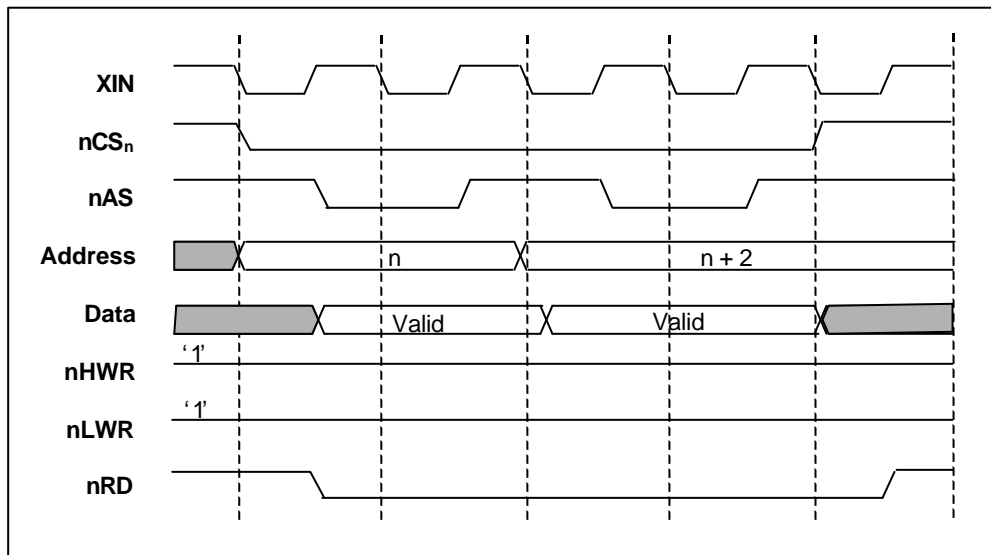 XIN
nCSn
nAS
Address
n
n + 2
Data
Valid
Valid
'1'
nHWR
'1'
nLWR
nRD